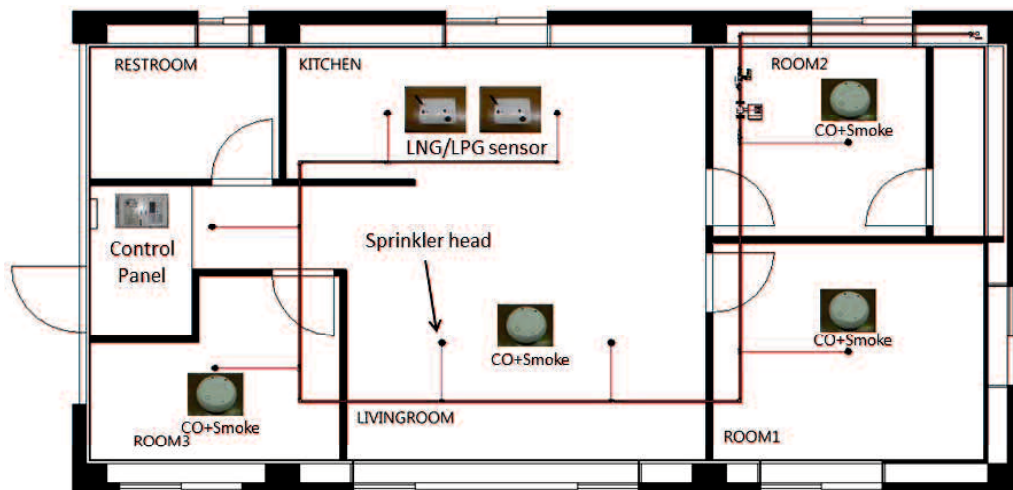 RESTROOM
KITCHEN
ROOM2
CO+Smoke
LNG/LPG sensor
Control
Panel
Sprinkler head
CO+Smoke
CO+Smoke
CO+Smoke
ROOM3
LIVINGROOM
ROOM1